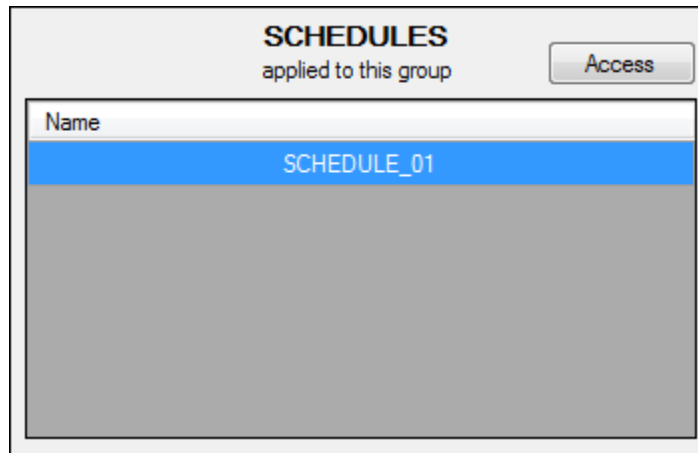 SCHEDULES
applied to this group
Access
Name
SCHEDULE_01